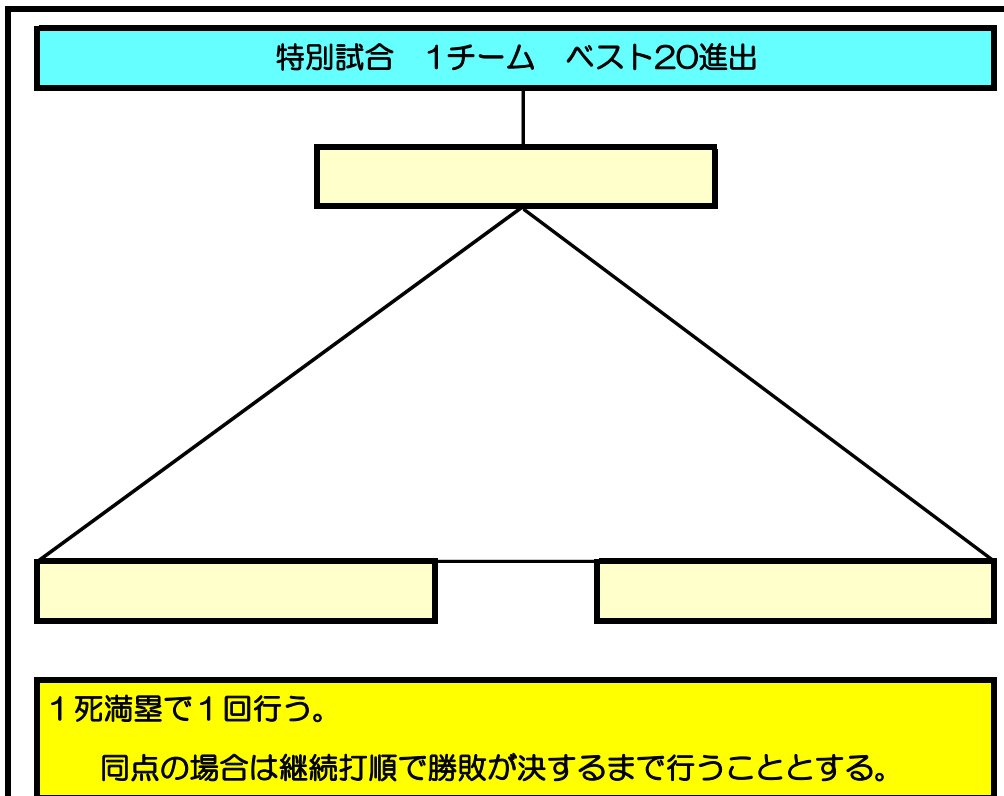 特別試合　1チーム　ベスト20進出
１死満塁で１回行う。
同点の場合は継続打順で勝敗が決するまで行うこととする。